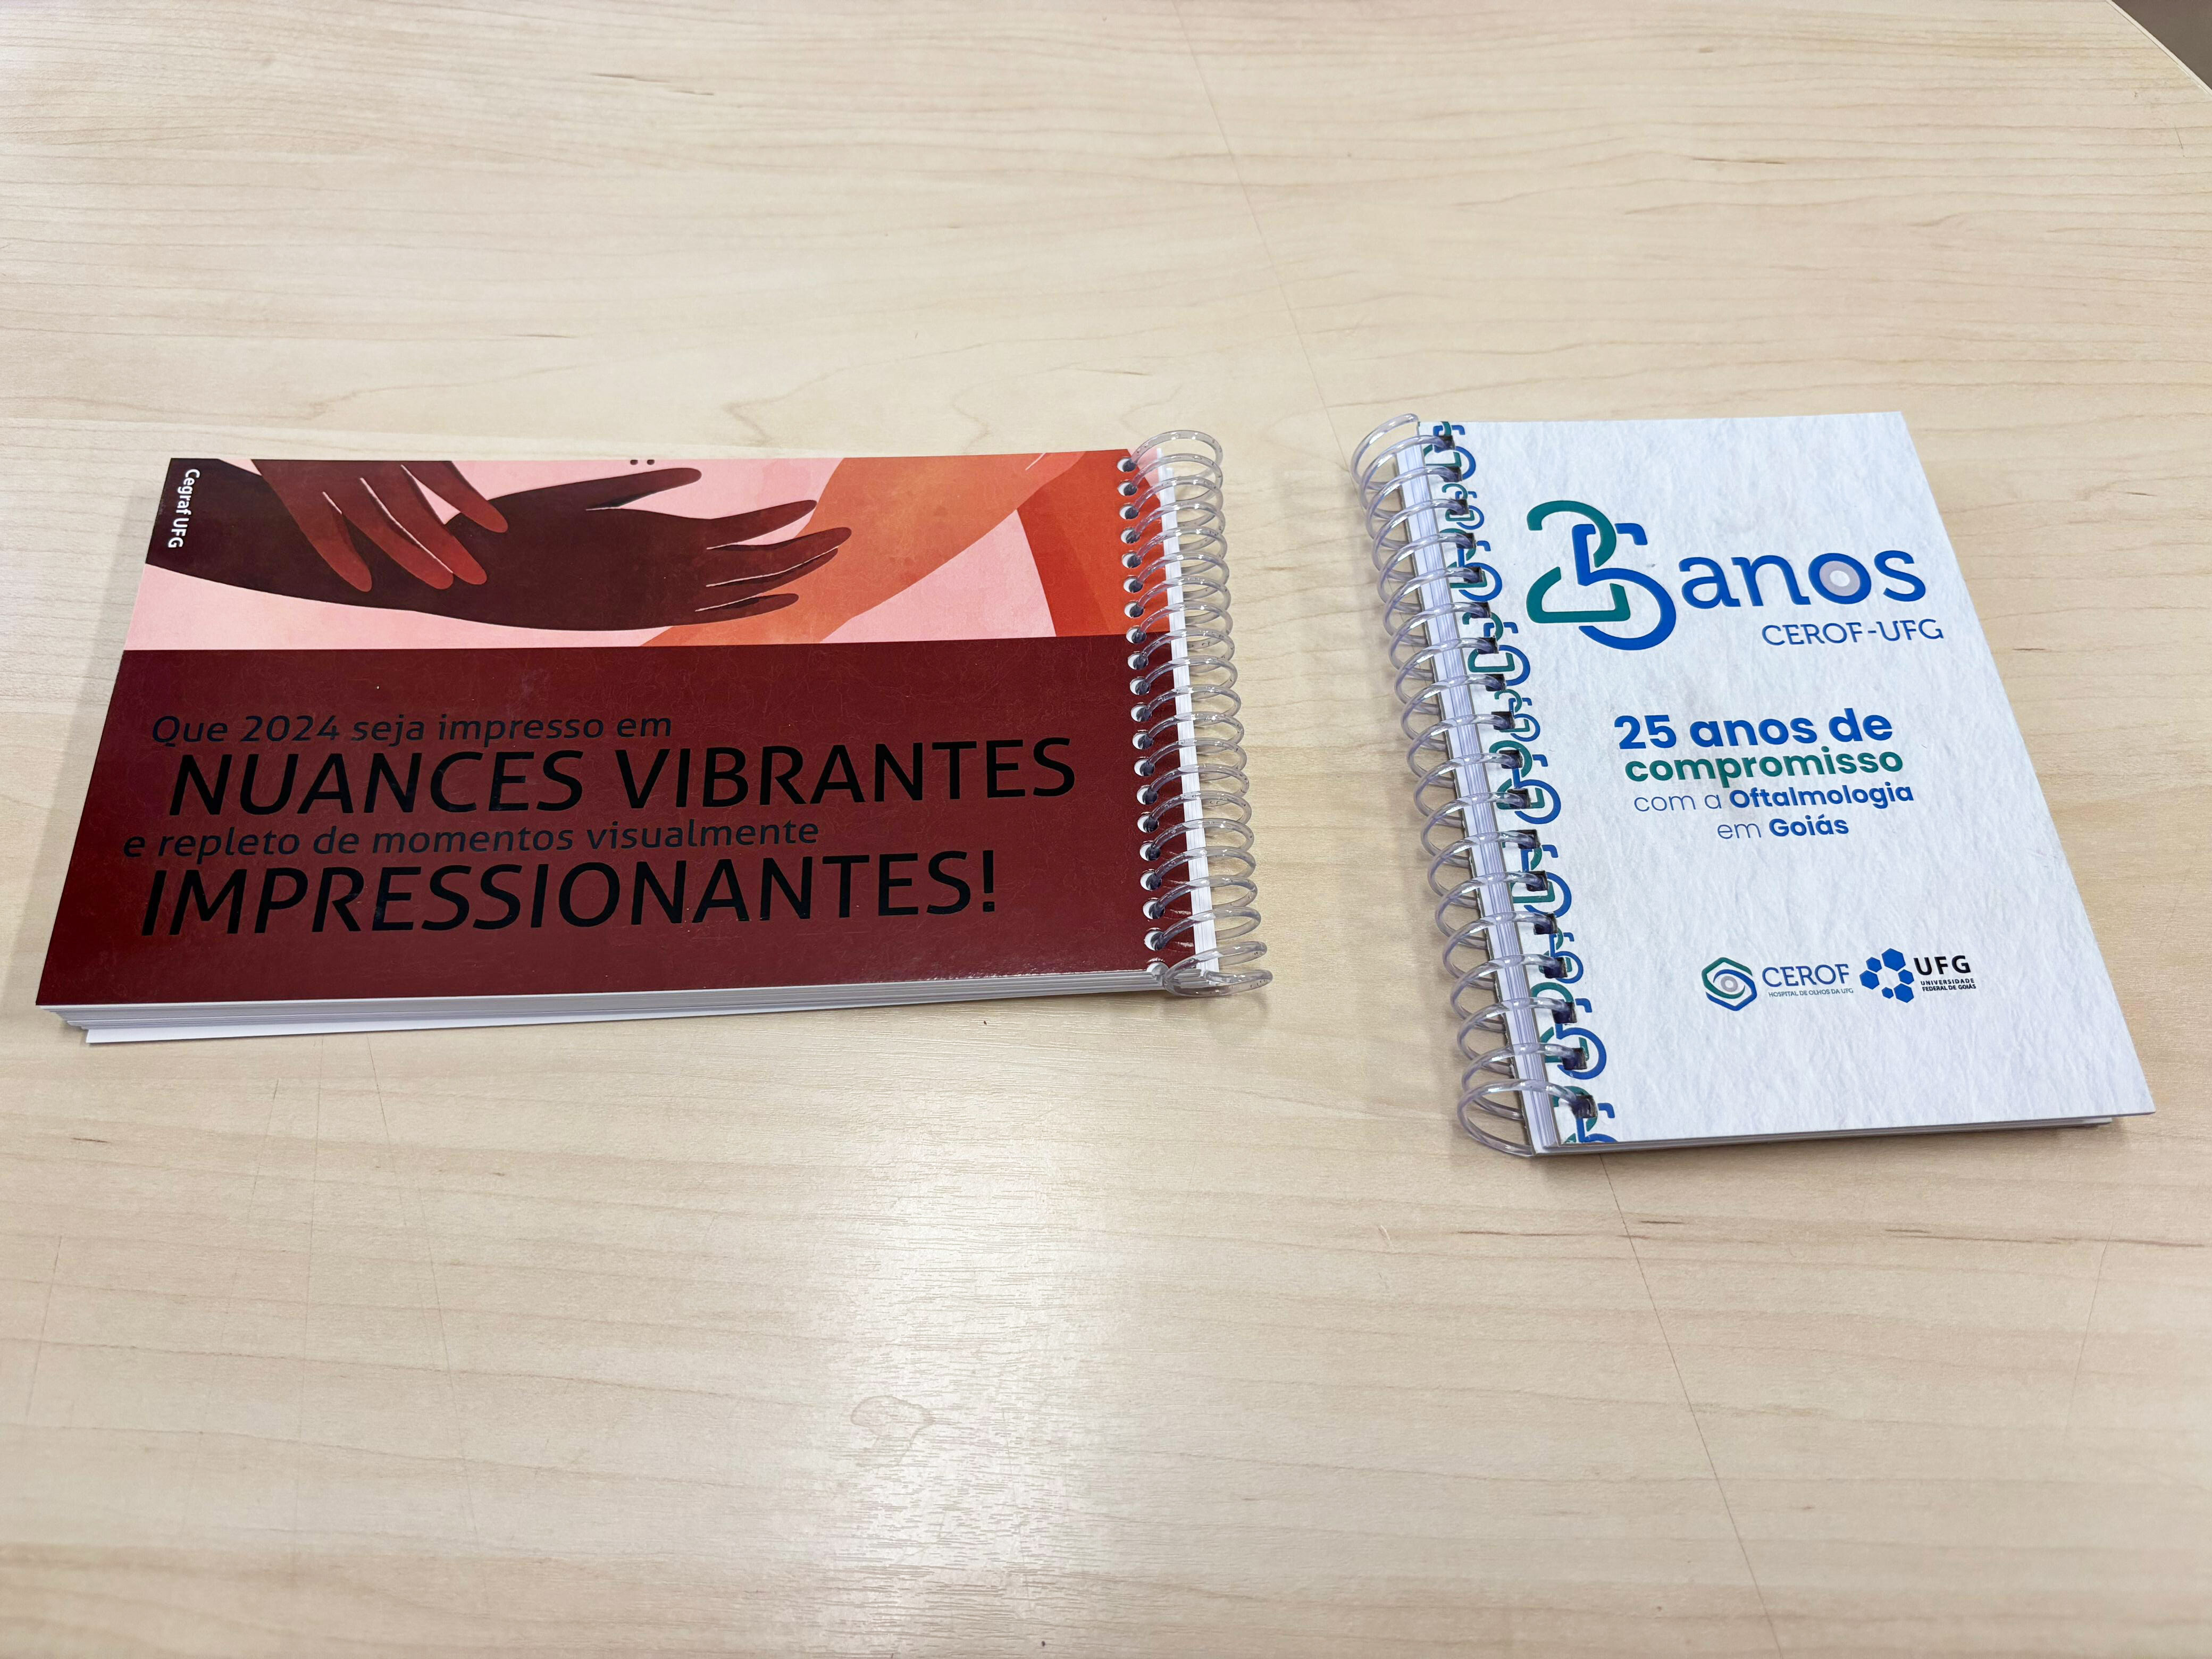 Cegraf UFG
Que 2024 seja impresso em
NUANCES VIBRANTES
e repleto de momentos visualmente
IMPRESSIONANTES!
25 anos
CEROF-UFG
25 anos de
compromisso
com a Oftalmologia
em Goiás
CEROF
HOSPITAL DE OLHOS DA UFG
UFG
UNIVERSIDADE
FEDERAL DE GOIÁS